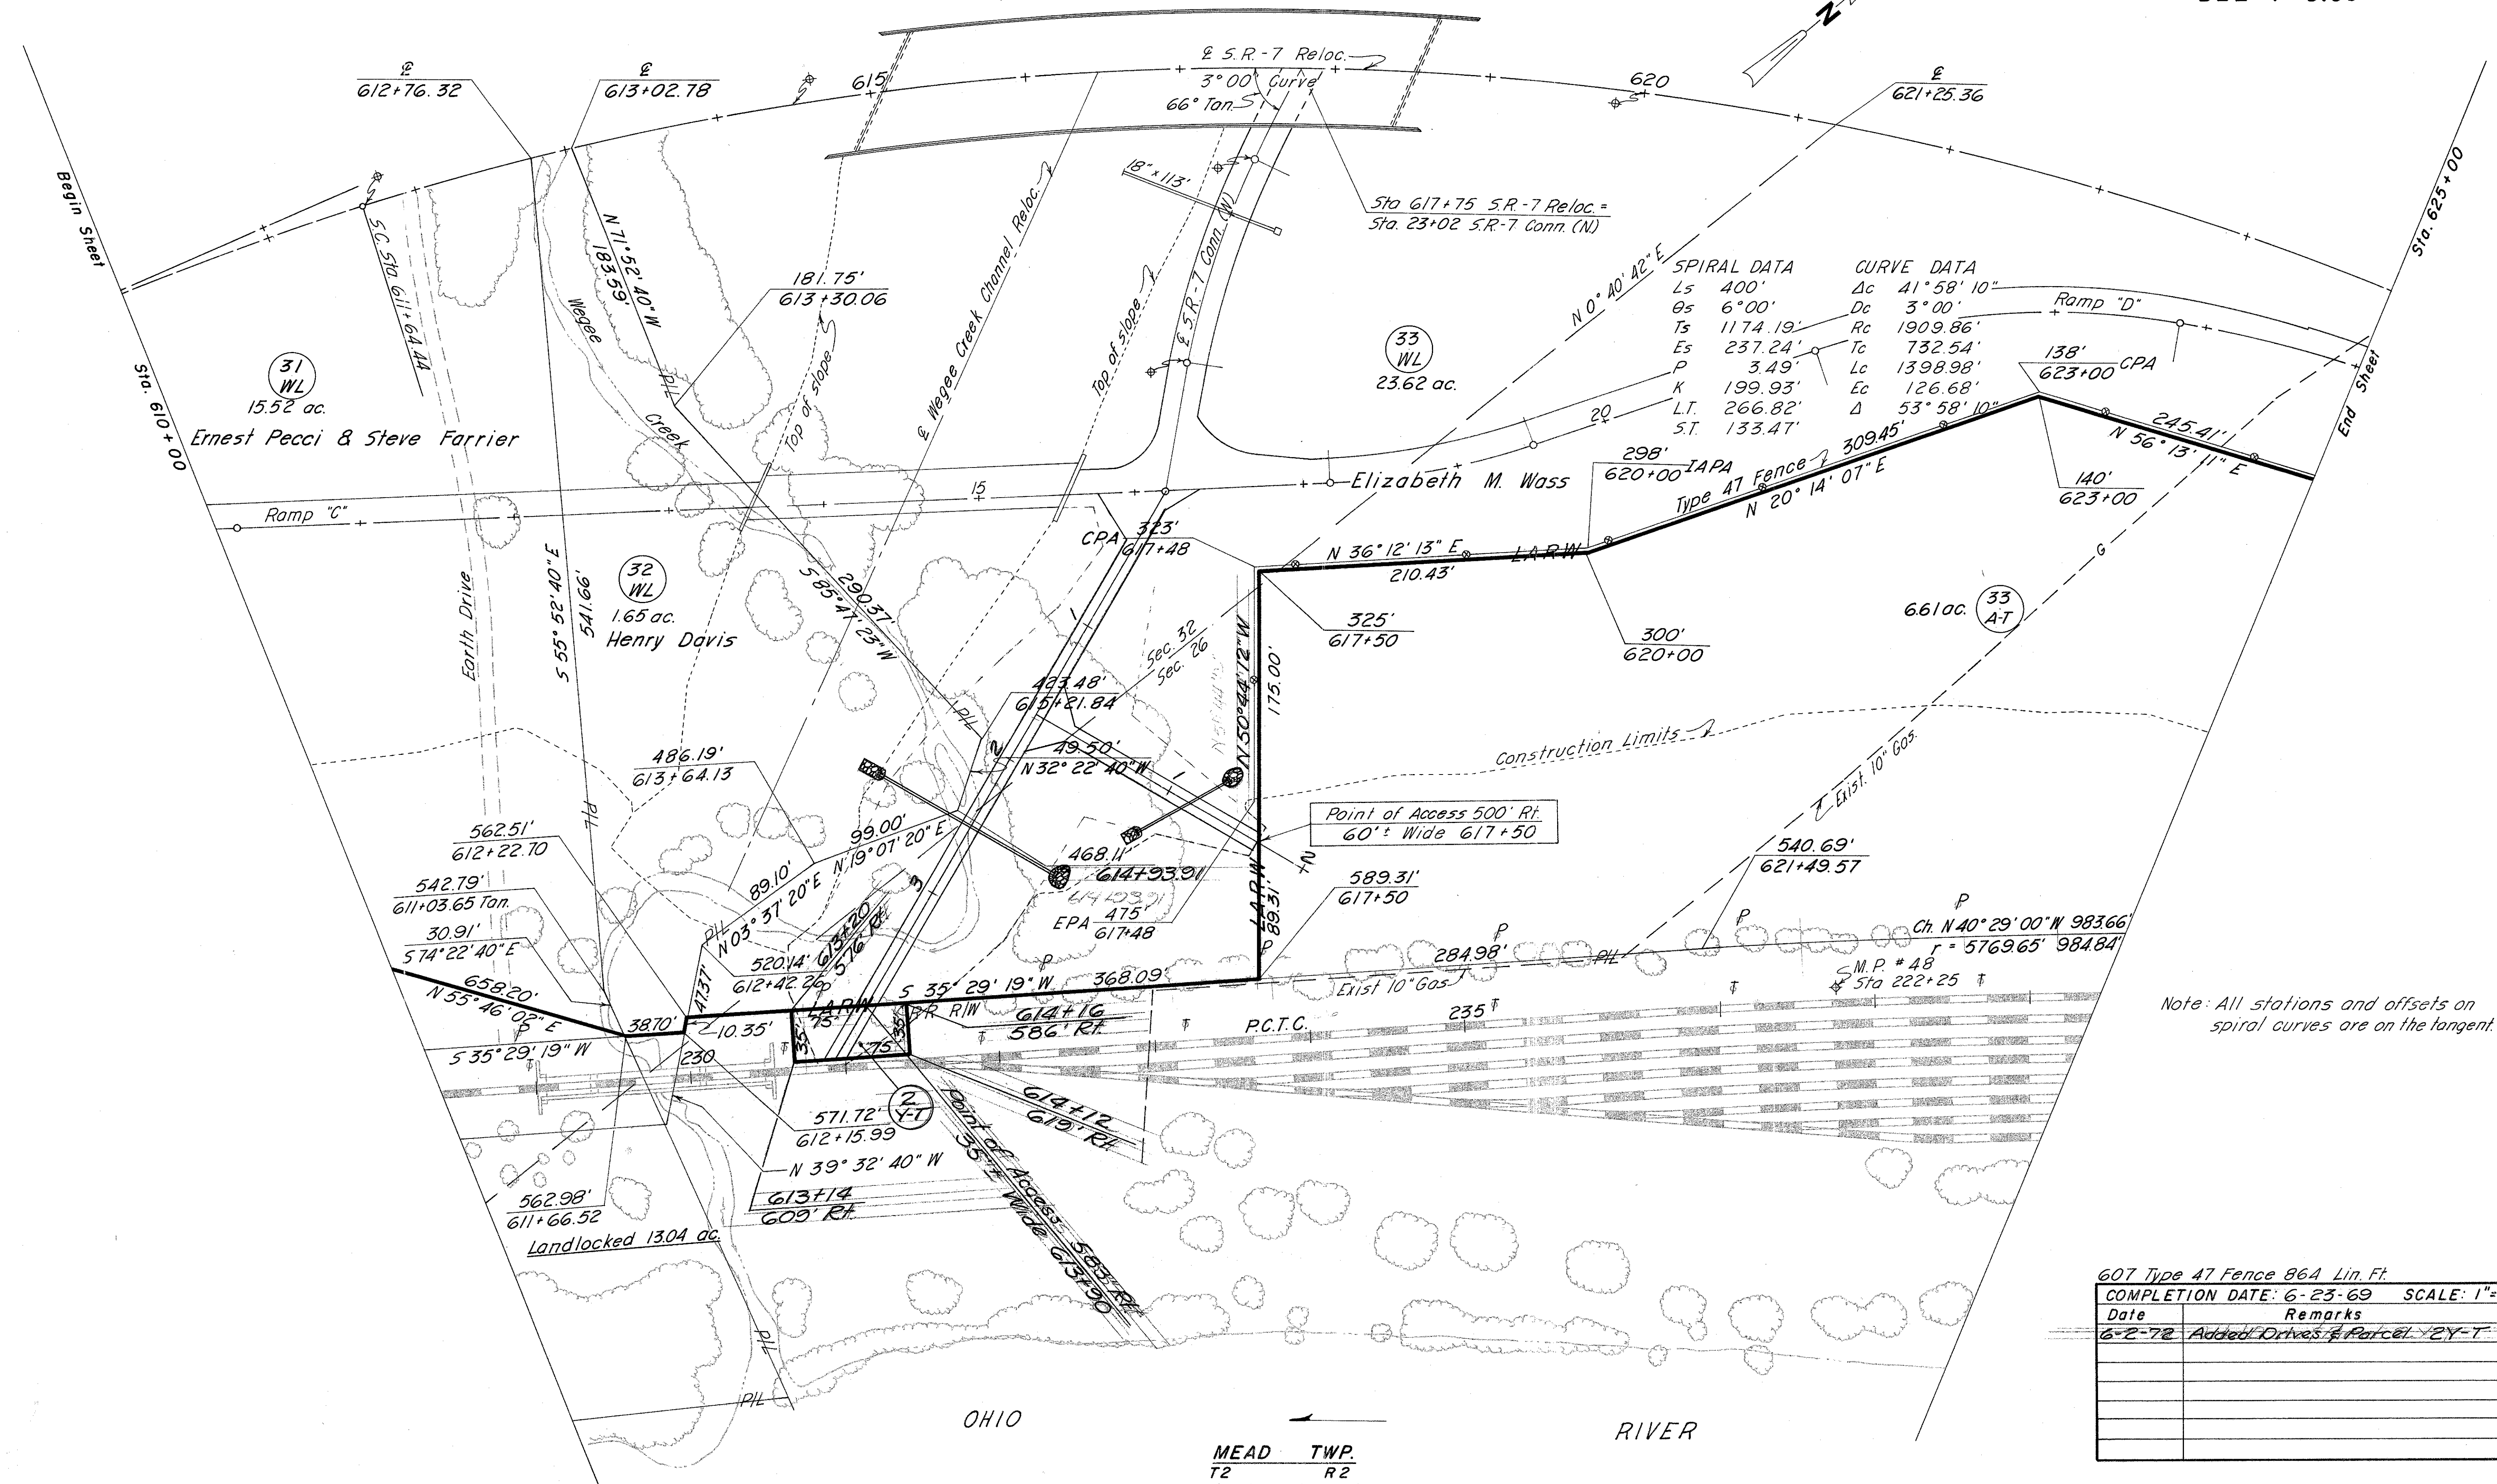 N
℄
612+76.32
℄
613+02.78
615
℄ S.R.-7 Reloc.
3°00' Curve
66° Tan.
620
℄
621+25.36
Begin Sheet
Sta. 610+00
Sta. 625+00
End Sheet
S.C. Sta. 611+64.44
N 71° 52' 40" W
183.59'
Wegee
Creek
181.75'
613+30.06
Top of slope
℄ Wegee Creek Channel Reloc.
Top of slope
18" x 113'
℄ S.R.-7 Conn. (N)
Sta 617+75 S.R.-7 Reloc. =
Sta. 23+02 S.R.-7 Conn. (N)
N 0° 40' 42" E
SPIRAL DATA
Ls 400'
θs 6°00'
Ts 1174.19'
Es 237.24'
P 3.49'
K 199.93'
L.T. 266.82'
S.T. 133.47'
CURVE DATA
Δc 41° 58' 10"
Dc 3°00'
Rc 1909.86'
Tc 732.54'
Lc 1398.98'
Ec 126.68'
Δ 53° 58' 10"
Ramp "D"
20
31
WL
15.52 ac.
Ernest Pecci & Steve Farrier
33
WL
23.62 ac.
Elizabeth M. Wass
P/L
138'
623+00 CPA
245.41'
N 56° 13' 11" E
140'
623+00
298'
620+00 IAPA
Type 47 Fence 309.45'
N 20° 14' 07" E
Ramp "C"
15
CPA 323'
617+48
N 36° 12' 13" E
210.43'
LARW
325'
617+50
300'
620+00
6.61 ac.
33
A-T
G
Earth Drive
S 55° 52' 40" E
541.66'
32
WL
1.65 ac.
Henry Davis
290.37'
S 85° 47' 23" W
1
Sec. 32
Sec. 26
N 50° 44' 12" W
175.00'
423.48'
615+21.84
P/L
2
49.50'
N 32° 22' 40" W
1
Construction Limits
Exist. 10" Gas.
486.19'
613+64.13
P/L
99.00'
N 19° 07' 20" E
89.10'
N 03° 37' 20" E
P/L
Point of Access 500' Rt.
60'± Wide 617+50
N
468.11'
614+93.91
EPA 475'
617+48
LARW
89.31'
589.31'
617+50
540.69'
621+49.57
562.51'
612+22.70
542.79'
611+03.65 Tan.
30.91'
S 74° 22' 40" E
3
613+20
576' Rt.
520.14'
612+42.26
47.37'
658.20'
N 55° 46' 02" E
S 35° 29' 19" W
38.70'
10.35'
LARW
75'
35'
75'
35'
S 35° 29' 19" W 368.09'
PR R/W
614+16
586' Rt.
284.98'
P/L
Exist 10" Gas
P
P
P
P
P
Ch. N 40° 29' 00" W 983.66'
r = 5769.65' 984.84'
M.P. # 48
Sta 222+25
230
P.C.T.C.
235
Note: All stations and offsets on
spiral curves are on the tangent.
2
Y-T
571.72'
612+15.99
N 39° 32' 40" W
613+14
609' Rt.
614+12
619' Rt.
Point of Access 583' Rt.
35'± Wide 613+90
562.98'
611+66.52
Landlocked 13.04 ac.
P/L
P/L
OHIO
RIVER
MEAD TWP.
T2 R2
607 Type 47 Fence 864 Lin. Ft.
COMPLETION DATE: 6-23-69 SCALE: 1"=
Date Remarks
6-2-72 Added Drives & Parcel 2Y-T